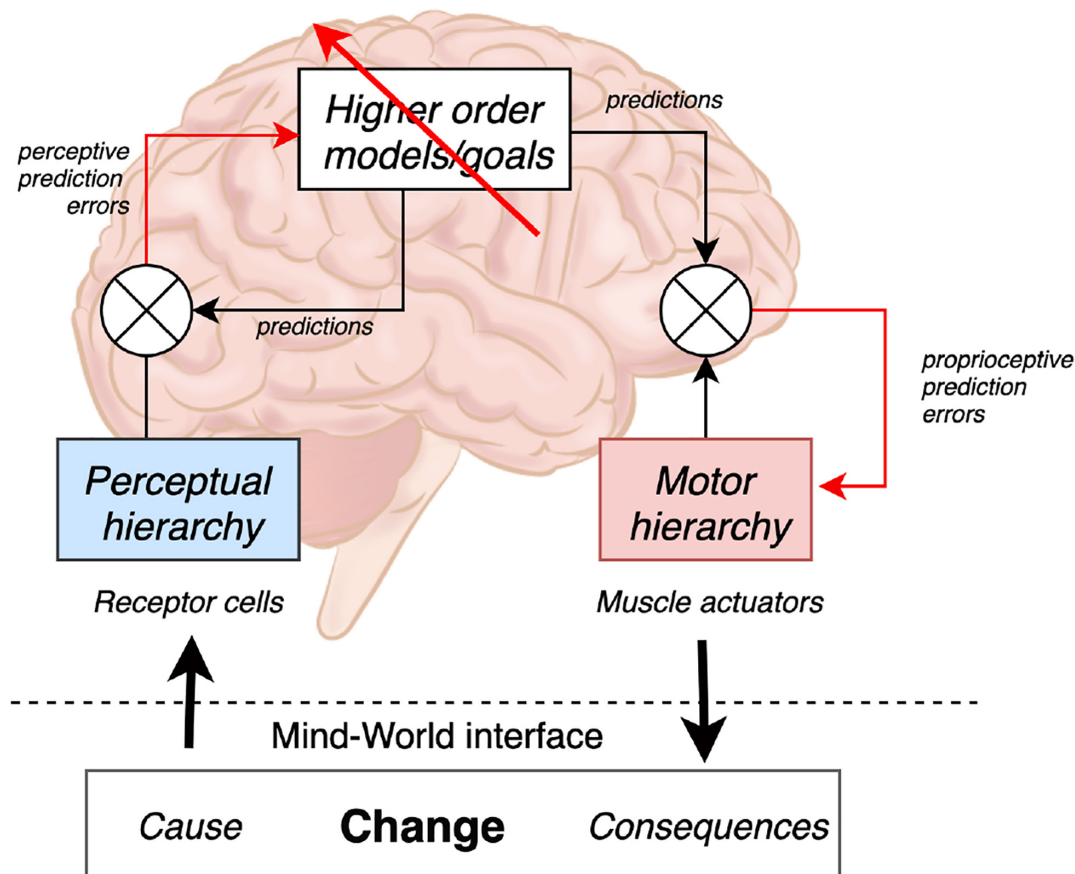 Higher order
models/goals
predictions
perceptive
prediction
errors
predictions
proprioceptive
prediction
errors
Perceptual
hierarchy
Motor
hierarchy
Receptor cells
Muscle actuators
Mind-World interface
Cause
Change
Consequences